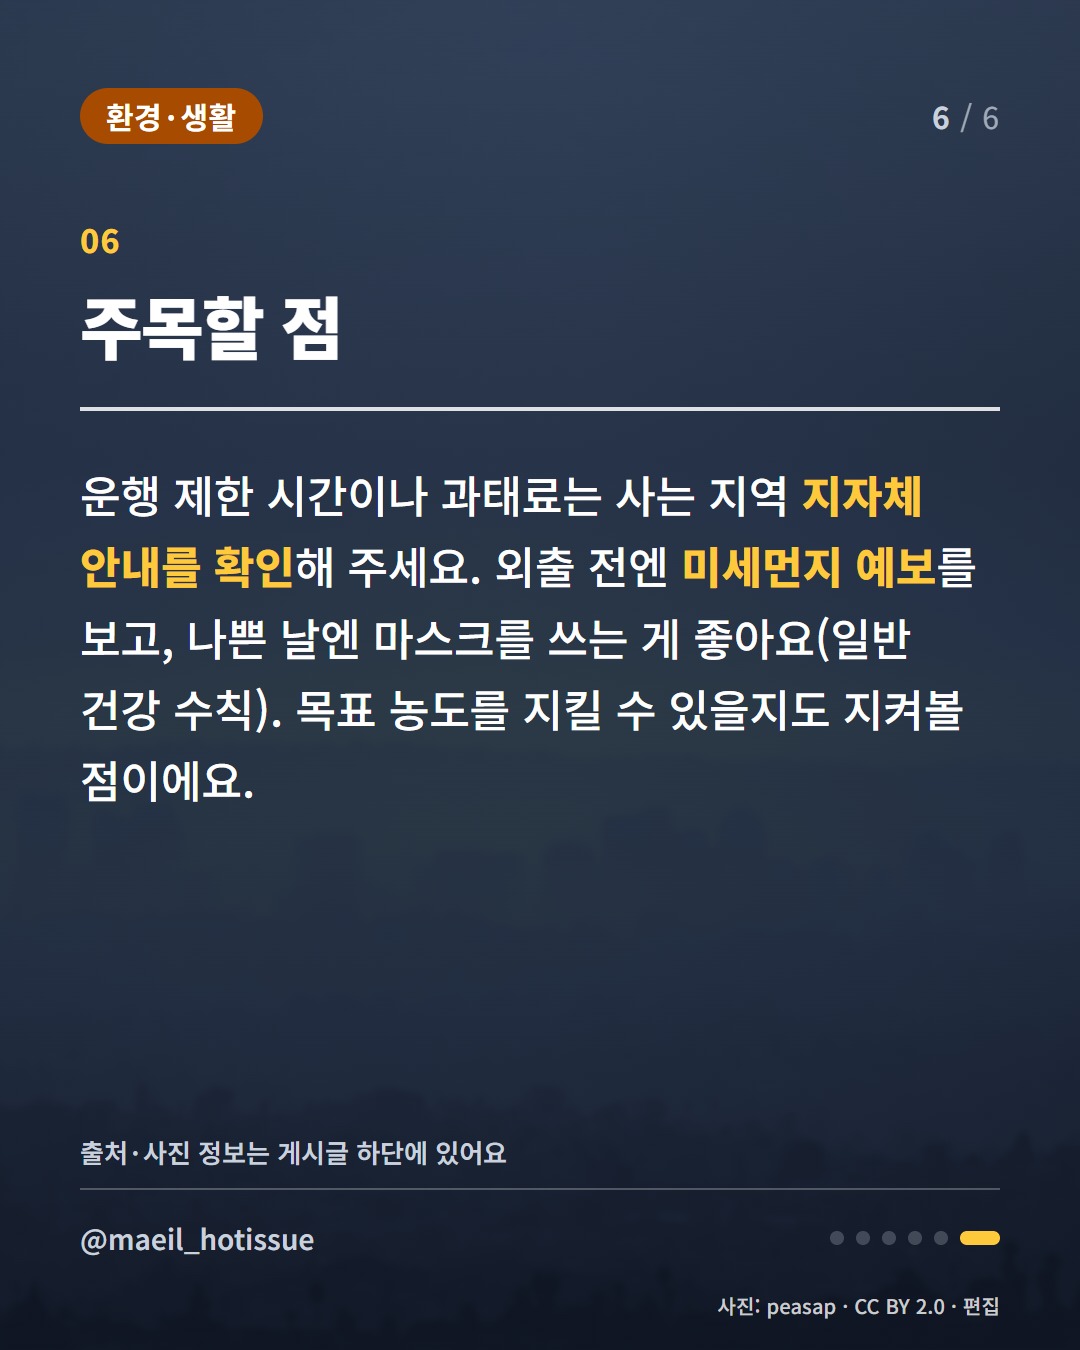 환경·생활
6 / 6
06
주목할 점
운행 제한 시간이나 과태료는 사는 지역 지자체
안내를 확인해 주세요. 외출 전엔 미세먼지 예보를
보고, 나쁜 날엔 마스크를 쓰는 게 좋아요(일반
건강 수칙). 목표 농도를 지킬 수 있을지도 지켜볼
점이에요.
출처·사진 정보는 게시글 하단에 있어요
@maeil_hotissue
사진: peasap · CC BY 2.0 · 편집